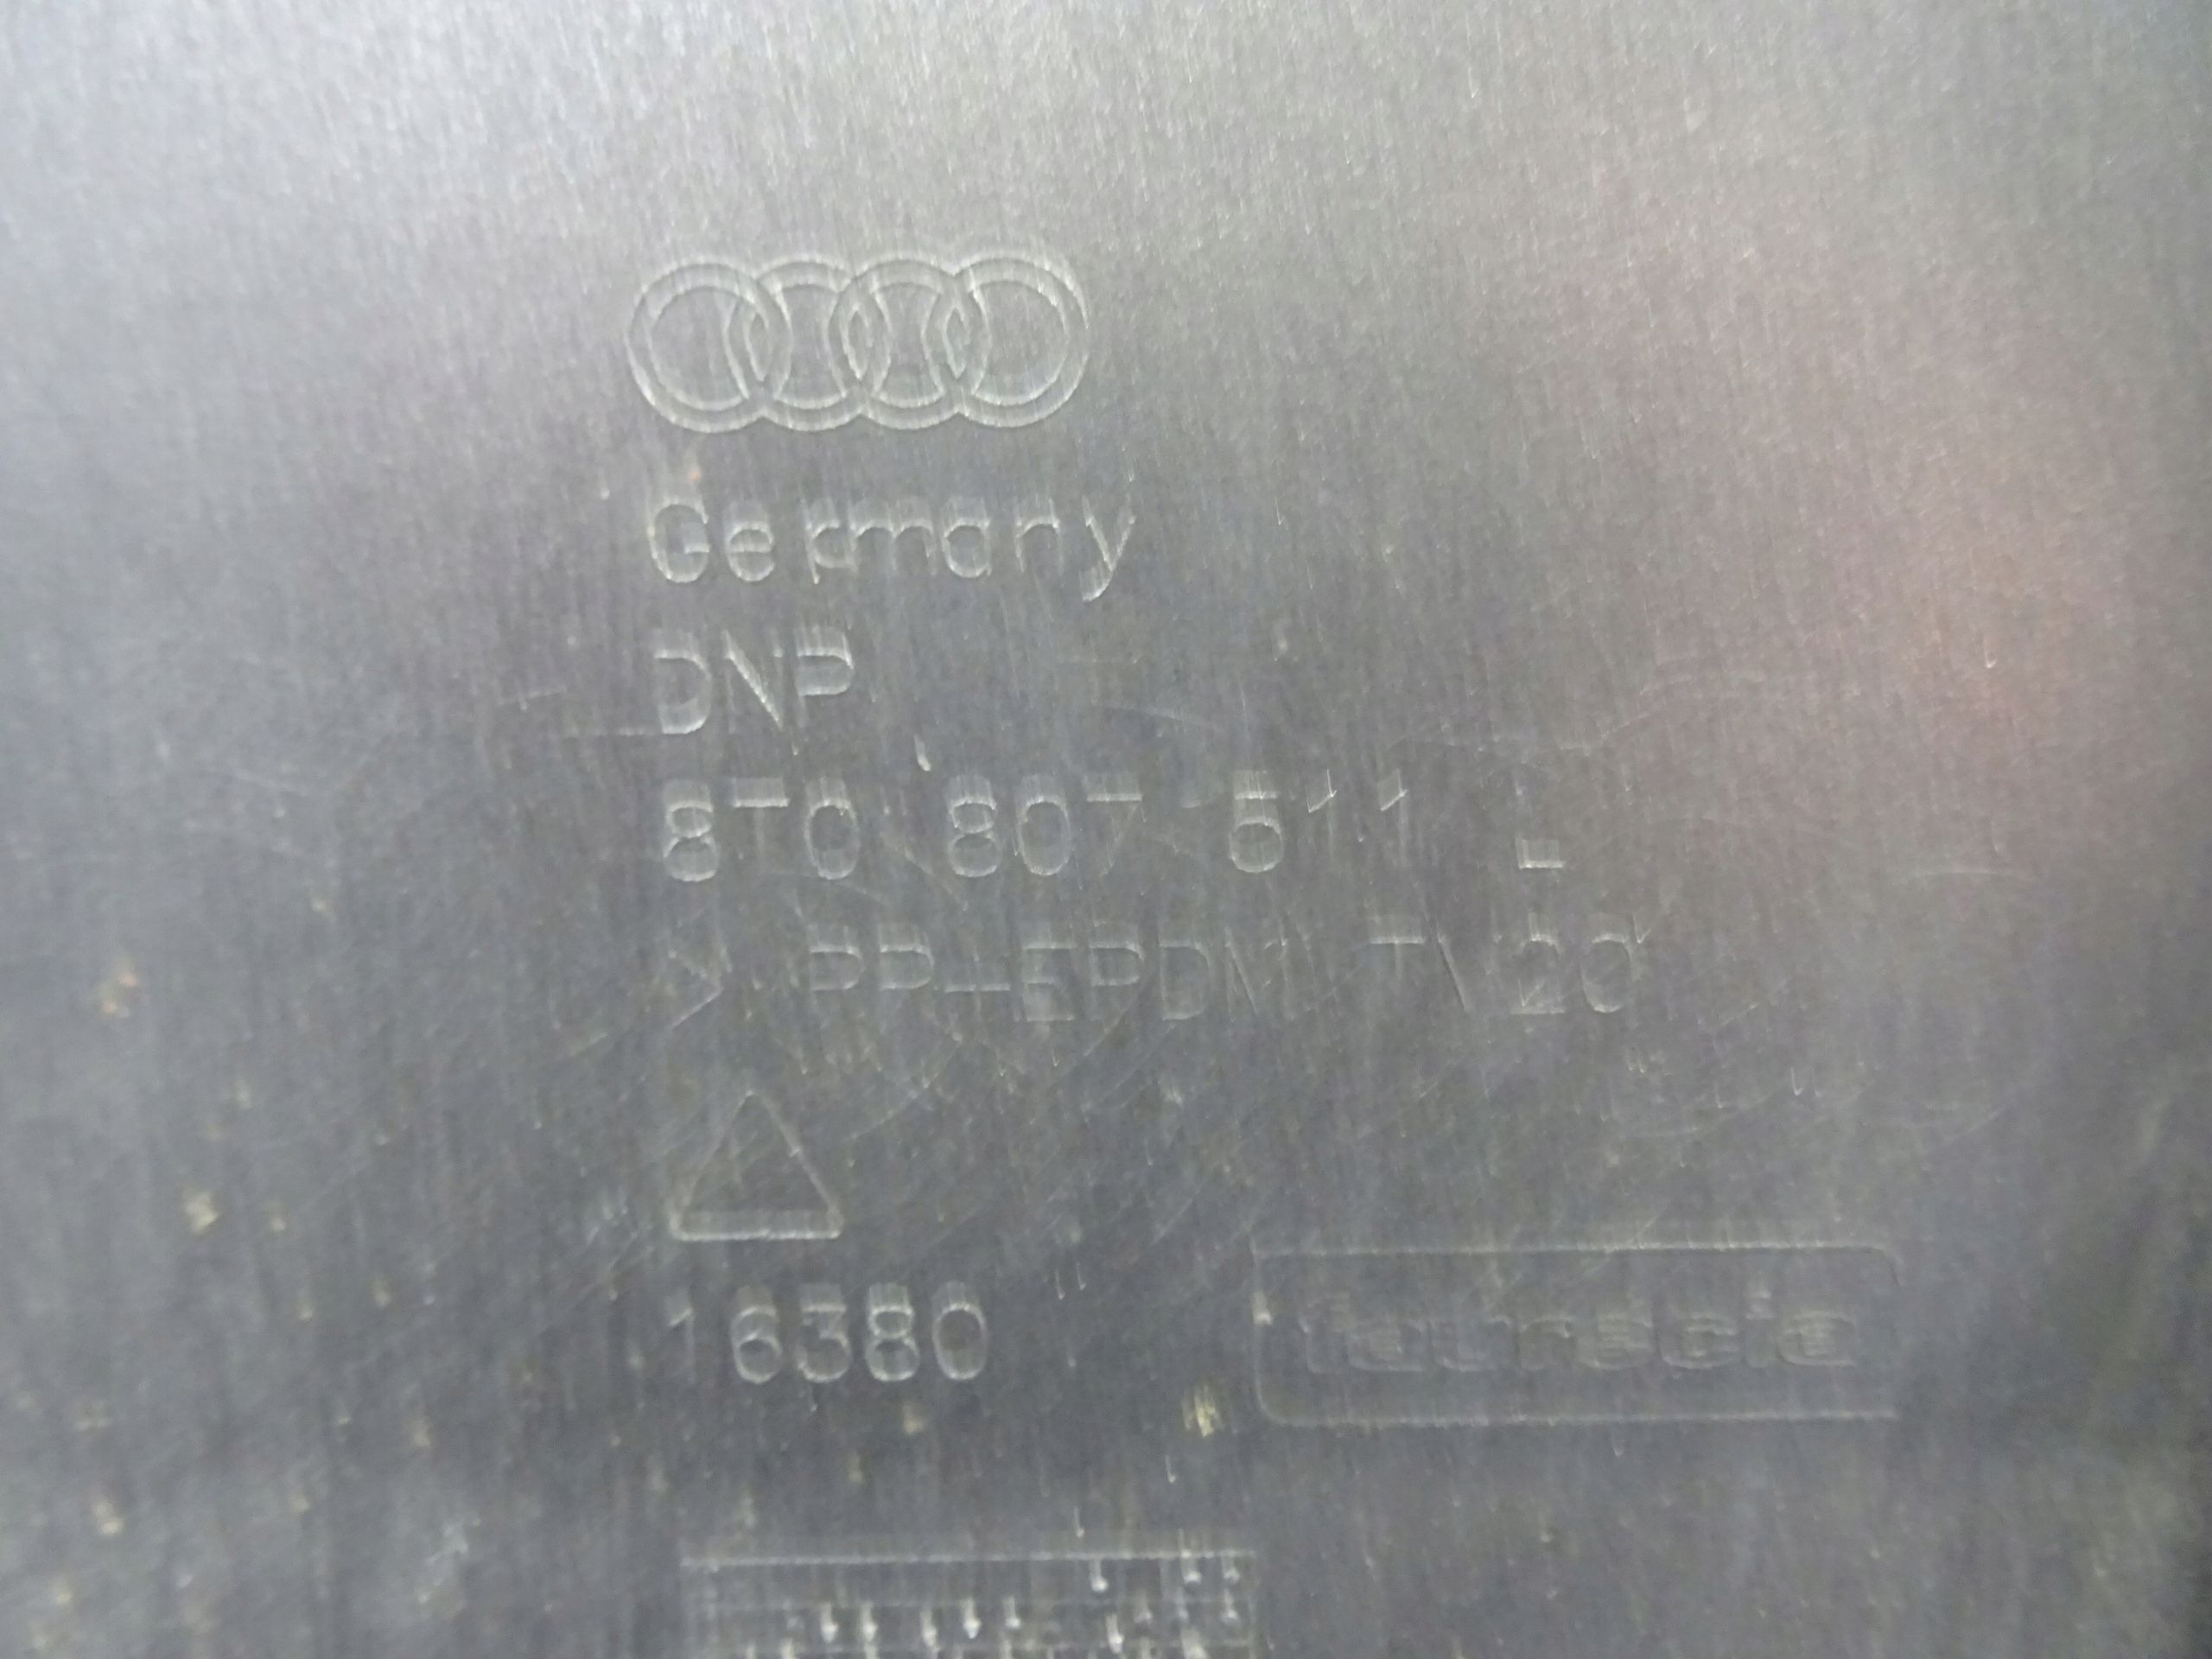 Germany
DNP
8T0 807 511 L
> PP+EPDM TV20
16380
faurecia